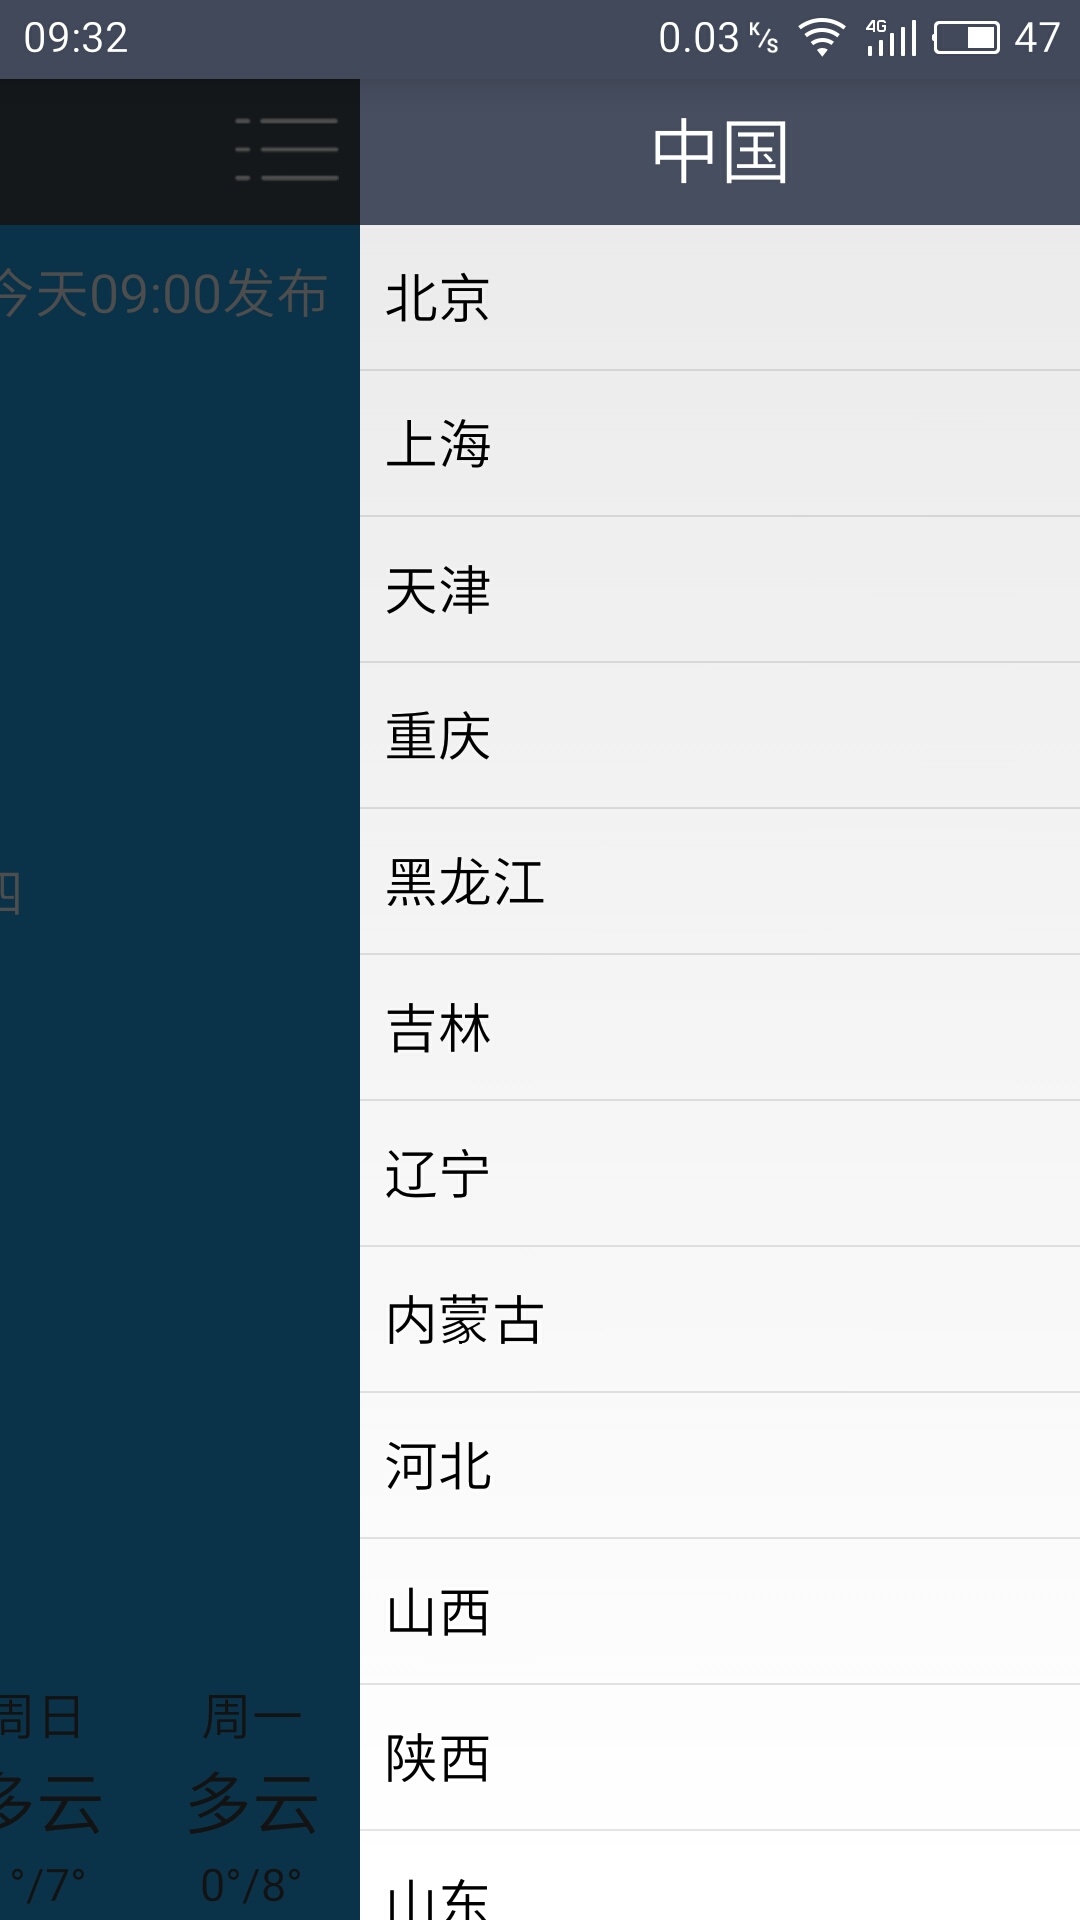 09:32 0.03 K/s 4G 47
中国
今天09:00发布
北京
上海
天津
重庆
黑龙江
吉林
辽宁
内蒙古
河北
山西
陕西
山东
周日 周一
多云 多云
°/7° 0°/8°